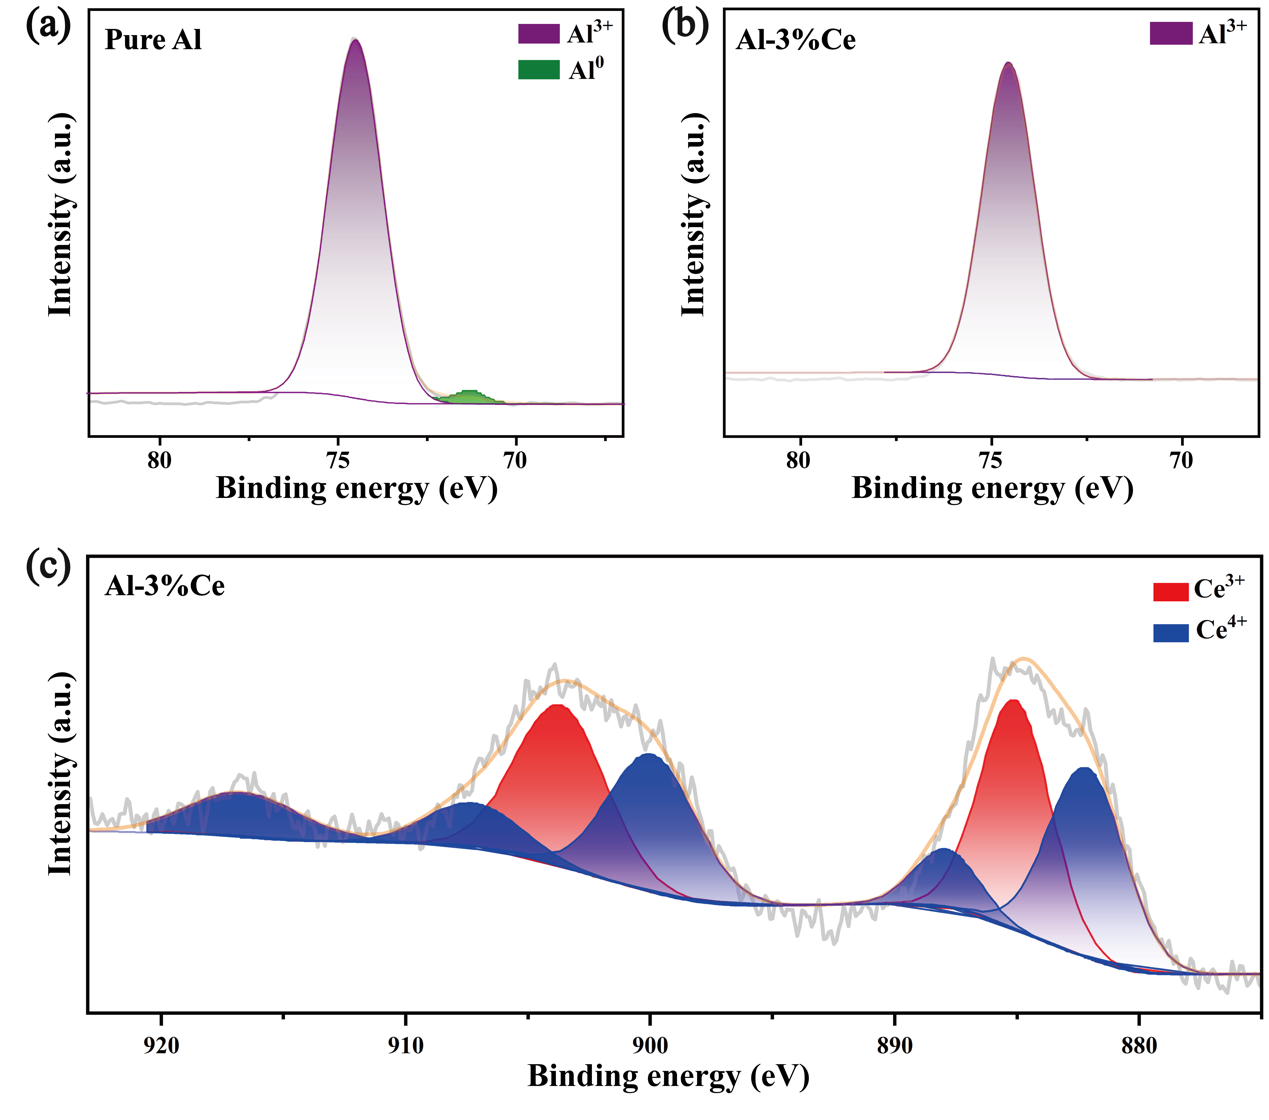 (a)
Pure Al
Al3+
Al0
Intensity (a.u.)
80
75
70
Binding energy (eV)
(b)
Al-3%Ce
Al3+
Intensity (a.u.)
80
75
70
Binding energy (eV)
(c)
Al-3%Ce
Ce3+
Ce4+
Intensity (a.u.)
920
910
900
890
880
Binding energy (eV)